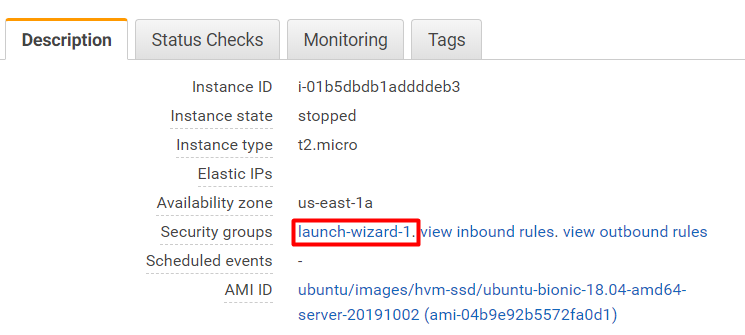 Description Status Checks Monitoring Tags
Instance ID i-01b5dbdb1addddeb3
Instance state stopped
Instance type t2.micro
Elastic IPs
Availability zone us-east-1a
Security groups launch-wizard-1. view inbound rules. view outbound rules
Scheduled events -
AMI ID ubuntu/images/hvm-ssd/ubuntu-bionic-18.04-amd64-
server-20191002 (ami-04b9e92b5572fa0d1)